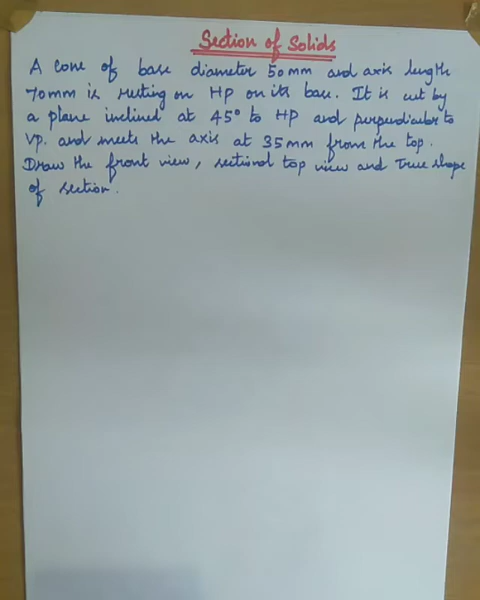 Section of Solids
A Cone of base diameter 50mm and axis length
70mm is resting on HP on its base. It is cut by
a plane inclined at 45° to HP and perpendicular to
VP. and meets the axis at 35mm from the top.
Draw the front view, sectional top view and True shape
of section.